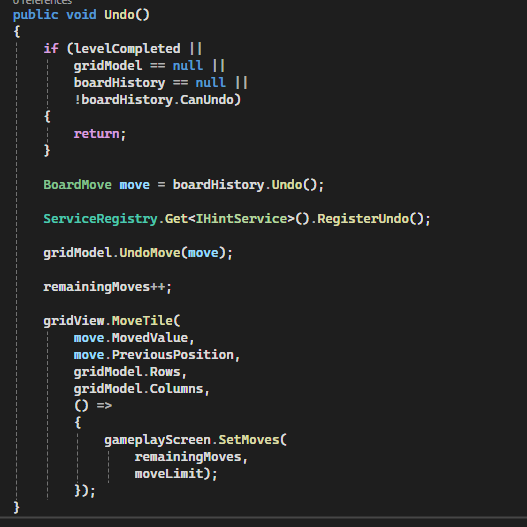 0 references
public void Undo()
{
if (levelCompleted ||
gridModel == null ||
boardHistory == null ||
!boardHistory.CanUndo)
{
return;
}
BoardMove move = boardHistory.Undo();
ServiceRegistry.Get<IHintService>().RegisterUndo();
gridModel.UndoMove(move);
remainingMoves++;
gridView.MoveTile(
move.MovedValue,
move.PreviousPosition,
gridModel.Rows,
gridModel.Columns,
() =>
{
gameplayScreen.SetMoves(
remainingMoves,
moveLimit);
});
}